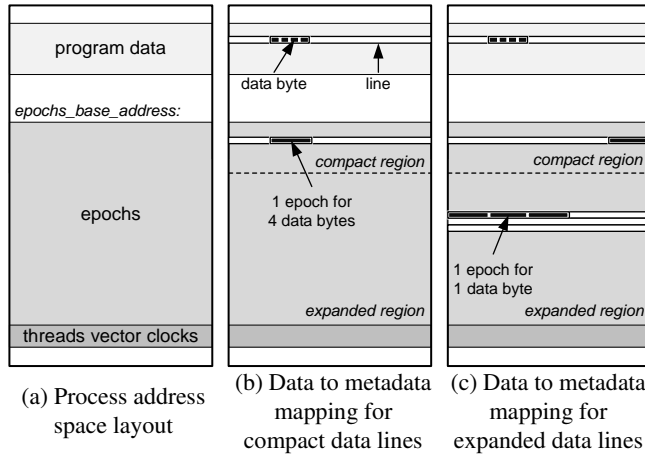 program data
epochs_base_address:
epochs
threads vector clocks
(a) Process address
space layout
data byte
line
compact region
1 epoch for
4 data bytes
expanded region
(b) Data to metadata
mapping for
compact data lines
compact region
1 epoch for
1 data byte
expanded region
(c) Data to metadata
mapping for
expanded data lines